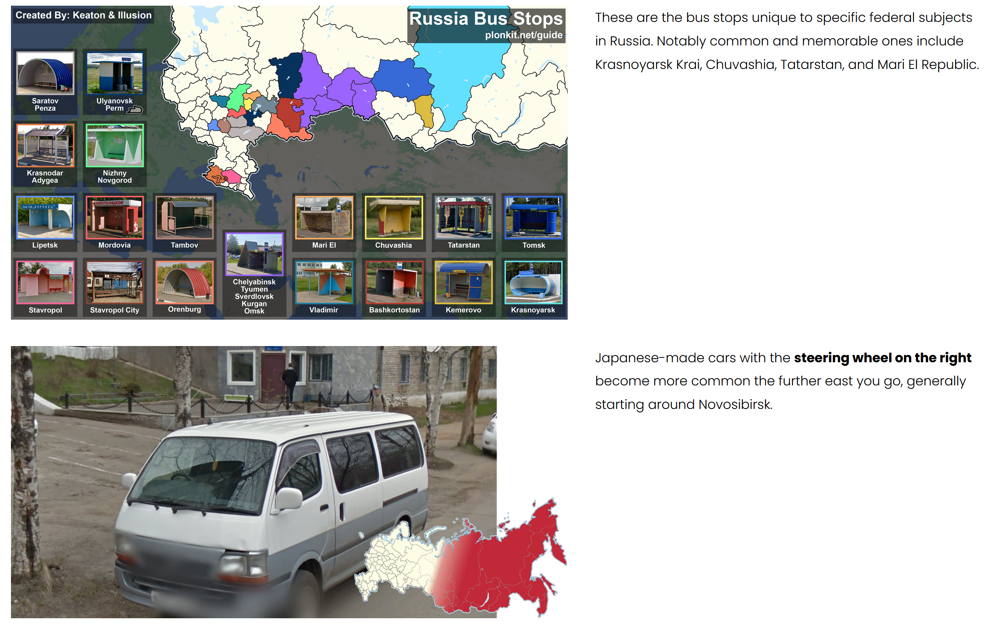 Created By: Keaton & Illusion
Russia Bus Stops
plonkit.net/guide
Saratov
Penza
Ulyanovsk
Perm
Krasnodar
Adygea
Nizhny
Novgorod
САД. ТОВ. „ВОРОНЕЦ"
Lipetsk
НОВОТРОИЦКОЕ
Mordovia
Tambov
Chelyabinsk
Tyumen
Sverdlovsk
Kurgan
Omsk
Mari El
Chuvashia
Tatarstan
Tomsk
Stavropol
Stavropol City
Orenburg
Vladimir
Bashkortostan
Kemerovo
СТЕПАНОВО
Krasnoyarsk
These are the bus stops unique to specific federal subjects
in Russia. Notably common and memorable ones include
Krasnoyarsk Krai, Chuvashia, Tatarstan, and Mari El Republic.
Japanese-made cars with the steering wheel on the right
become more common the further east you go, generally
starting around Novosibirsk.